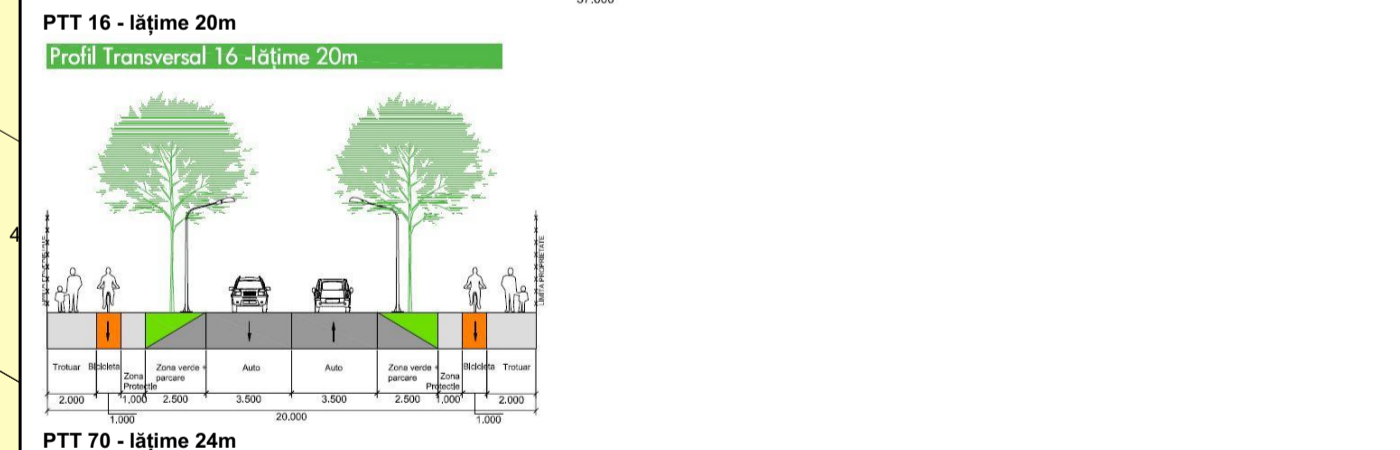 PTT 16 - lățime 20m
Profil Transversal 16 -lățime 20m
4
LIMITA PROPRIETATE
Trotuar Bicicleta Zona Protectie Zona verde + parcare Auto Auto Zona verde + parcare Zona Protectie Bicicleta Trotuar
2.000 1,000 2.500 3.500 3.500 2.500 1,000 2.000
1.000 20.000 1.000
PTT 70 - lățime 24m